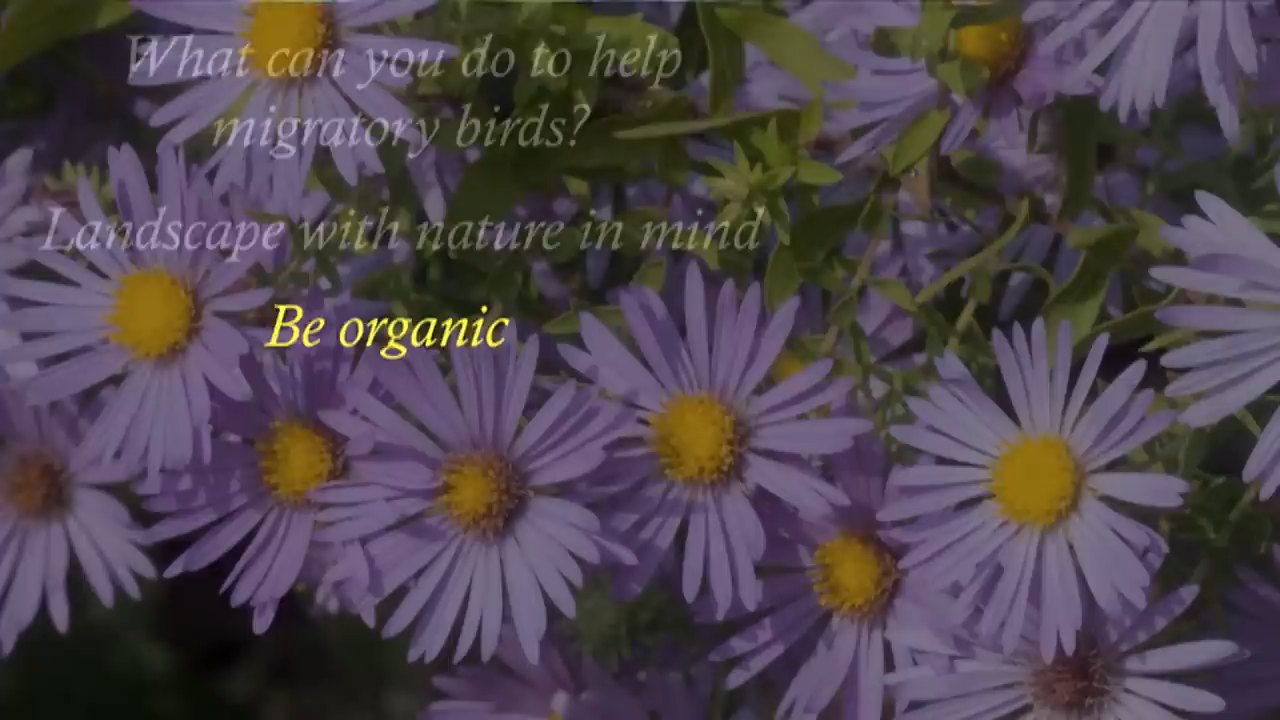 What can you do to help
migratory birds?
Landscape with nature in mind
Be organic